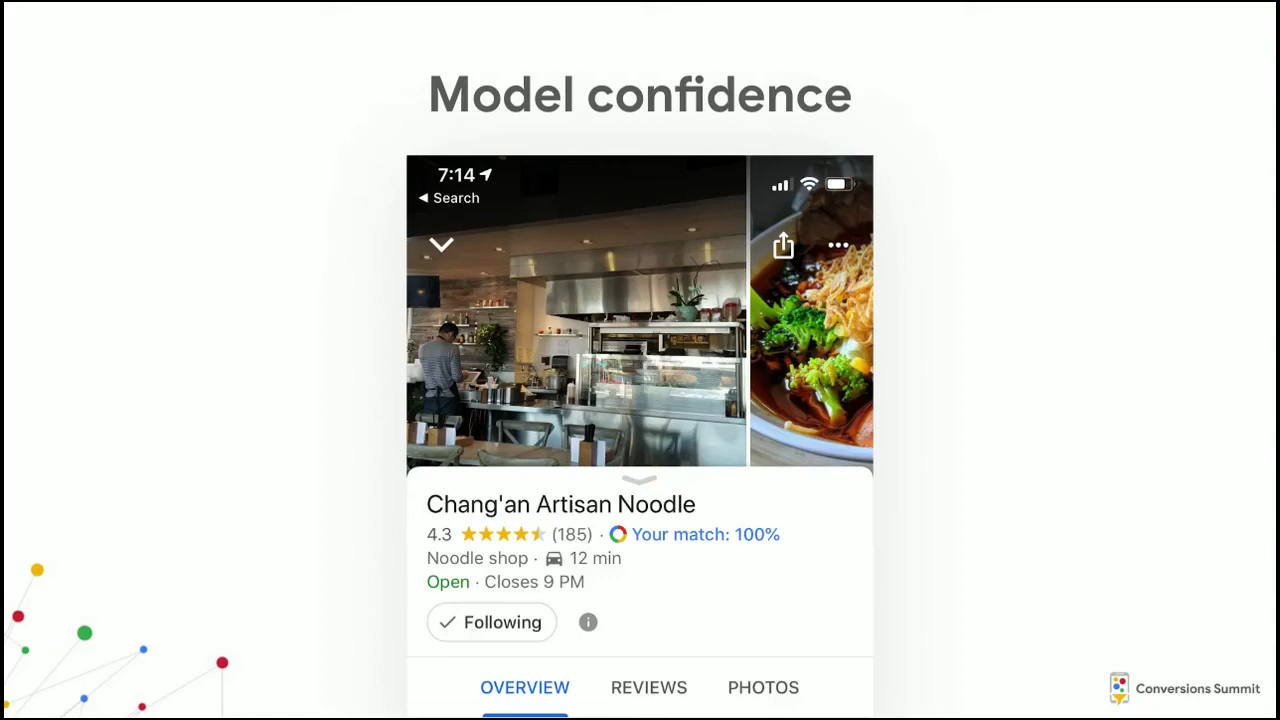 Model confidence
7:14
◀ Search
Chang'an Artisan Noodle
4.3 (185) · Your match: 100%
Noodle shop · 12 min
Open · Closes 9 PM
Following
OVERVIEW REVIEWS PHOTOS
Conversions Summit